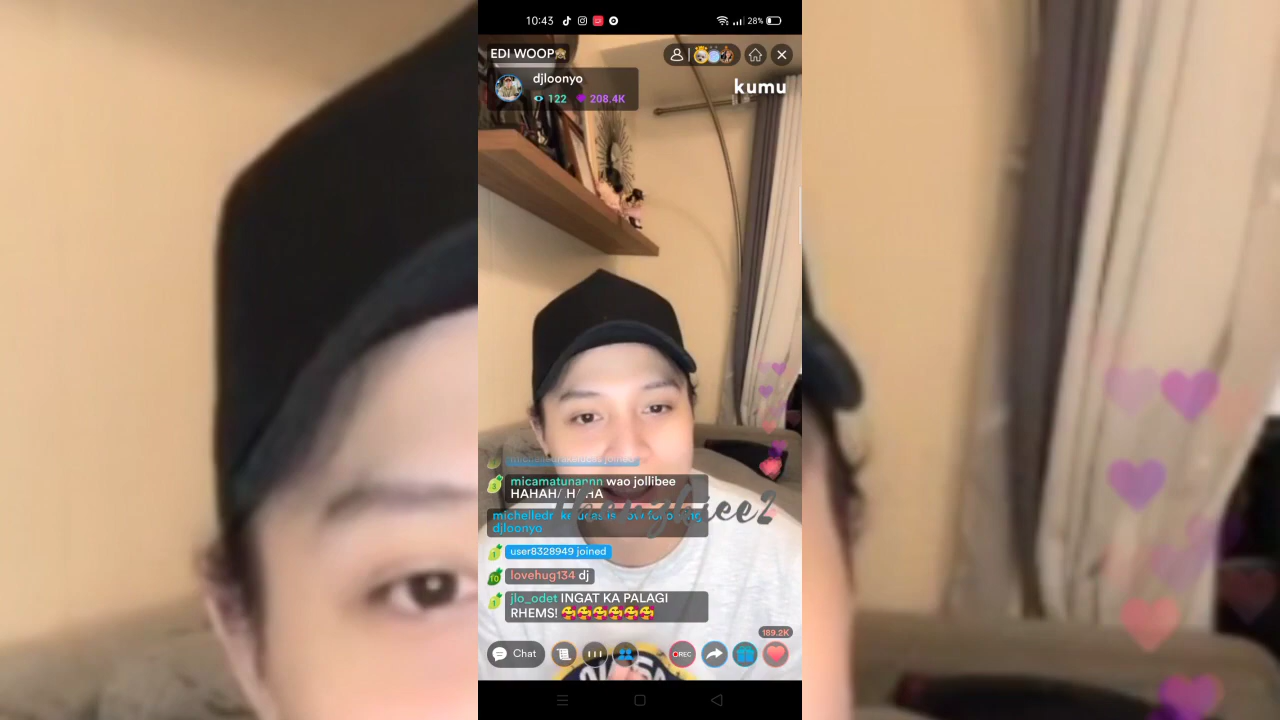 10:43
28%
EDI WOOP
djloonyo
122 208.4K
kumu
joined
micamatunannn wao jollibee
HAHAH
djloonyo
user8328949 joined
lovehug134 dj
jlo_odet INGAT KA PALAGI
RHEMS!
189.2K
Chat
REC